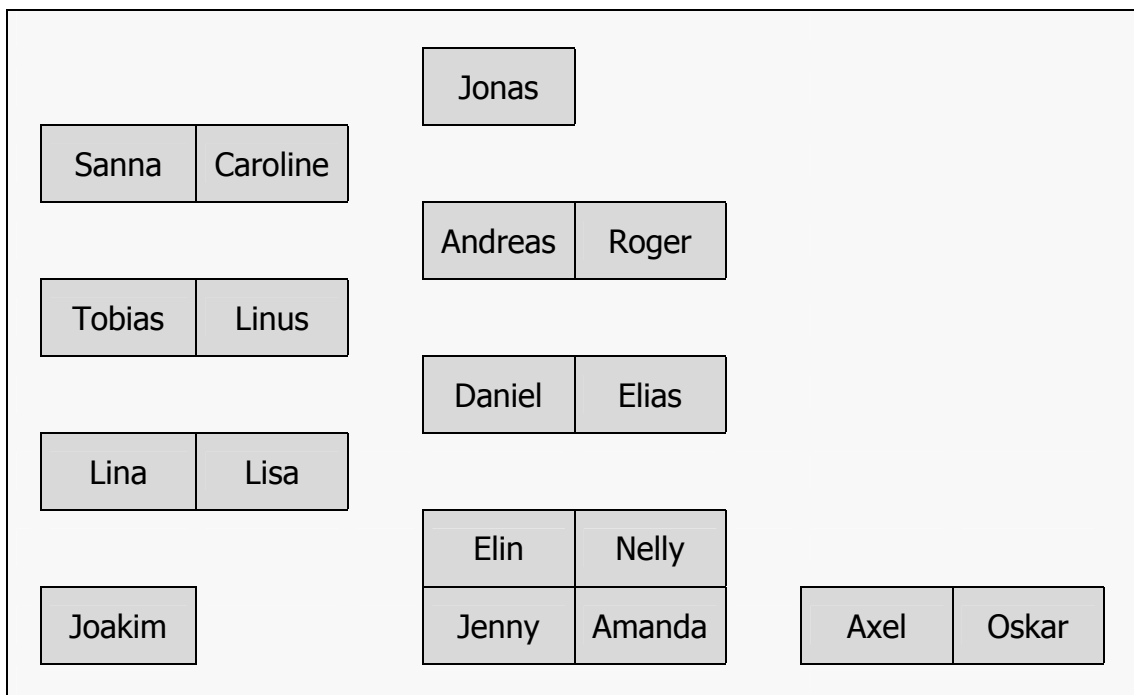 Jonas
Sanna Caroline
Andreas Roger
Tobias Linus
Daniel Elias
Lina Lisa
Elin Nelly
Joakim Jenny Amanda Axel Oskar